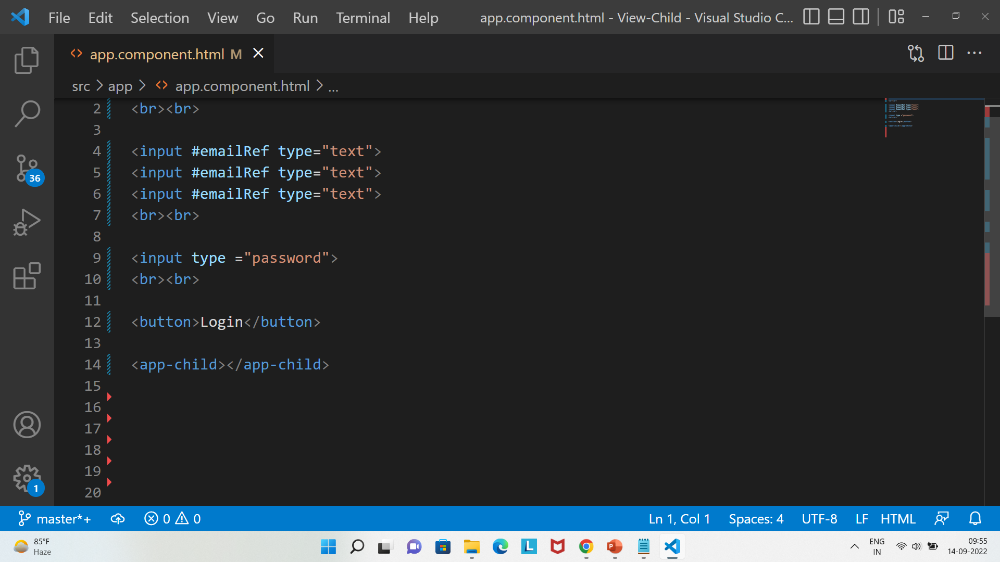 File Edit Selection View Go Run Terminal Help app.component.html - View-Child - Visual Studio C...
app.component.html M
src > app > app.component.html > ...
2 <br><br>
3
4 <input #emailRef type="text">
5 <input #emailRef type="text">
6 <input #emailRef type="text">
7 <br><br>
8
9 <input type ="password">
10 <br><br>
11
12 <button>Login</button>
13
14 <app-child></app-child>
15
16
17
18
19
20
36
1
master*+ 0 0 Ln 1, Col 1 Spaces: 4 UTF-8 LF HTML
85°F
Haze
ENG
IN
09:55
14-09-2022